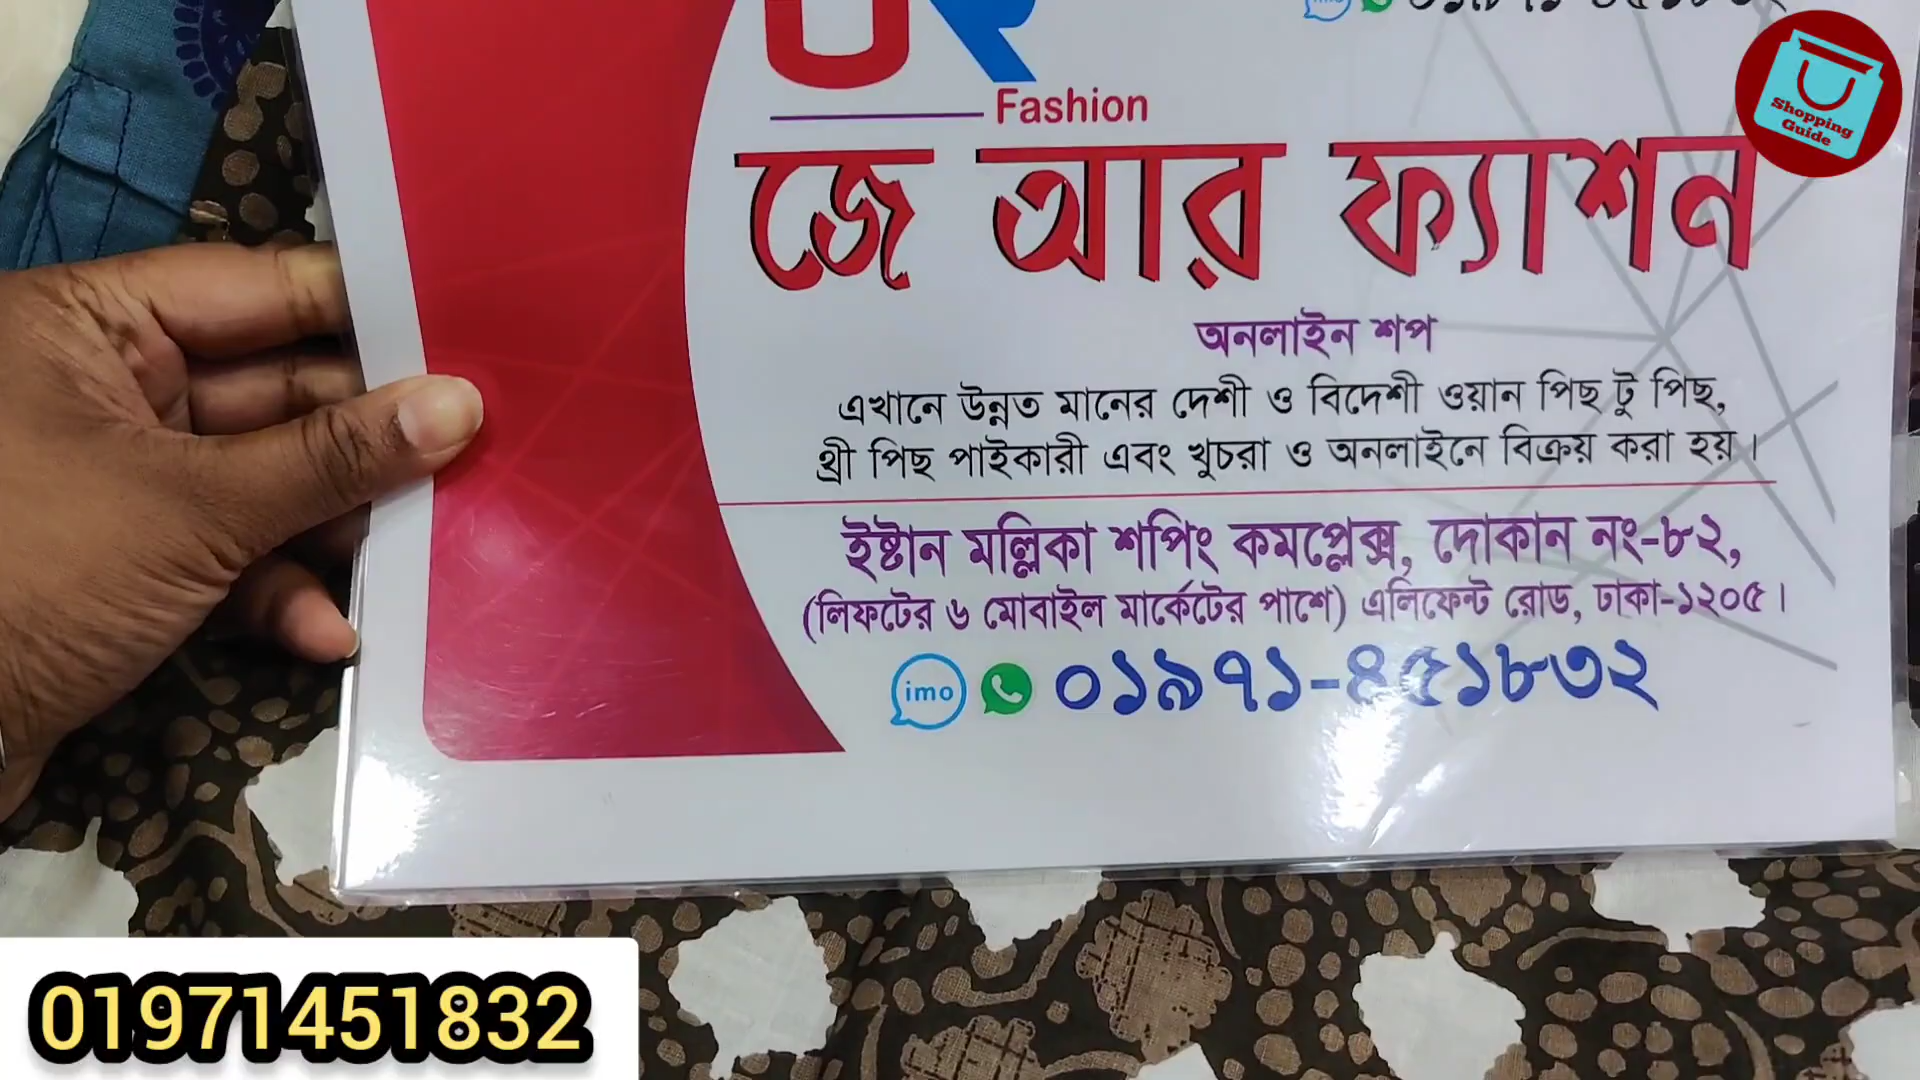 Fashion
জে আর ফ্যাশন
Shopping
Guide
অনলাইন শপ
এখানে উন্নত মানের দেশী ও বিদেশী ওয়ান পিছ টু পিছ,
থ্রী পিছ পাইকারী এবং খুচরা ও অনলাইনে বিক্রয় করা হয়।
ইষ্টান মল্লিকা শপিং কমপ্লেক্স, দোকান নং-৮২,
(লিফটের ৬ মোবাইল মার্কেটের পাশে) এলিফেন্ট রোড, ঢাকা-১২০৫।
imo ০১৯৭১-৪৫১৮৩২
01971451832